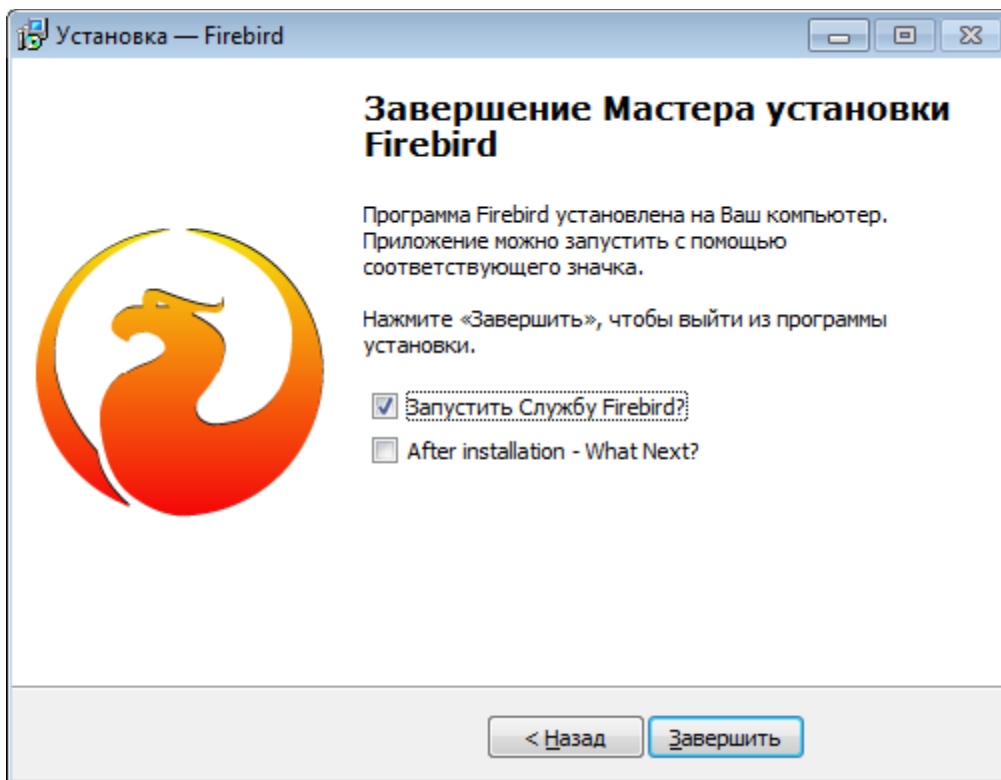 Установка — Firebird
Завершение Мастера установки
Firebird
Программа Firebird установлена на Ваш компьютер.
Приложение можно запустить с помощью
соответствующего значка.
Нажмите «Завершить», чтобы выйти из программы
установки.
Запустить Службу Firebird?
After installation - What Next?
< Назад
Завершить